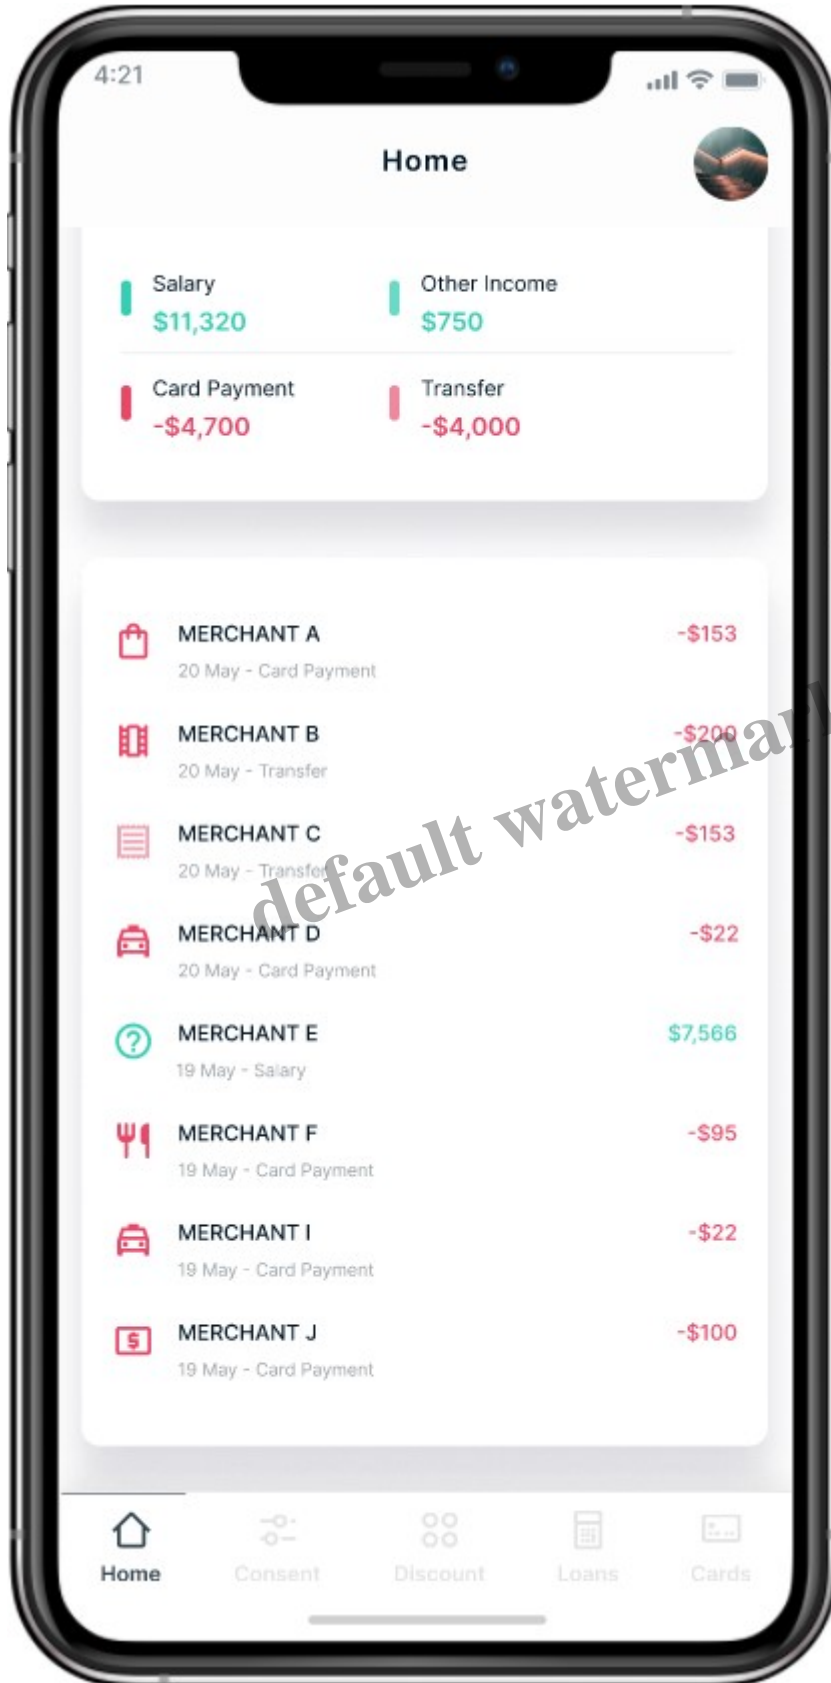 4:21
Home
Salary
$11,320
Other Income
$750
Card Payment
-$4,700
Transfer
-$4,000
MERCHANT A
-$153
20 May - Card Payment
MERCHANT B
-$200
20 May - Transfer
MERCHANT C
-$153
20 May - Transfer
MERCHANT D
-$22
20 May - Card Payment
MERCHANT E
$7,566
19 May - Salary
MERCHANT F
-$95
19 May - Card Payment
MERCHANT I
-$22
19 May - Card Payment
MERCHANT J
-$100
19 May - Card Payment
default watermark
Home
Consent
Discount
Loans
Cards